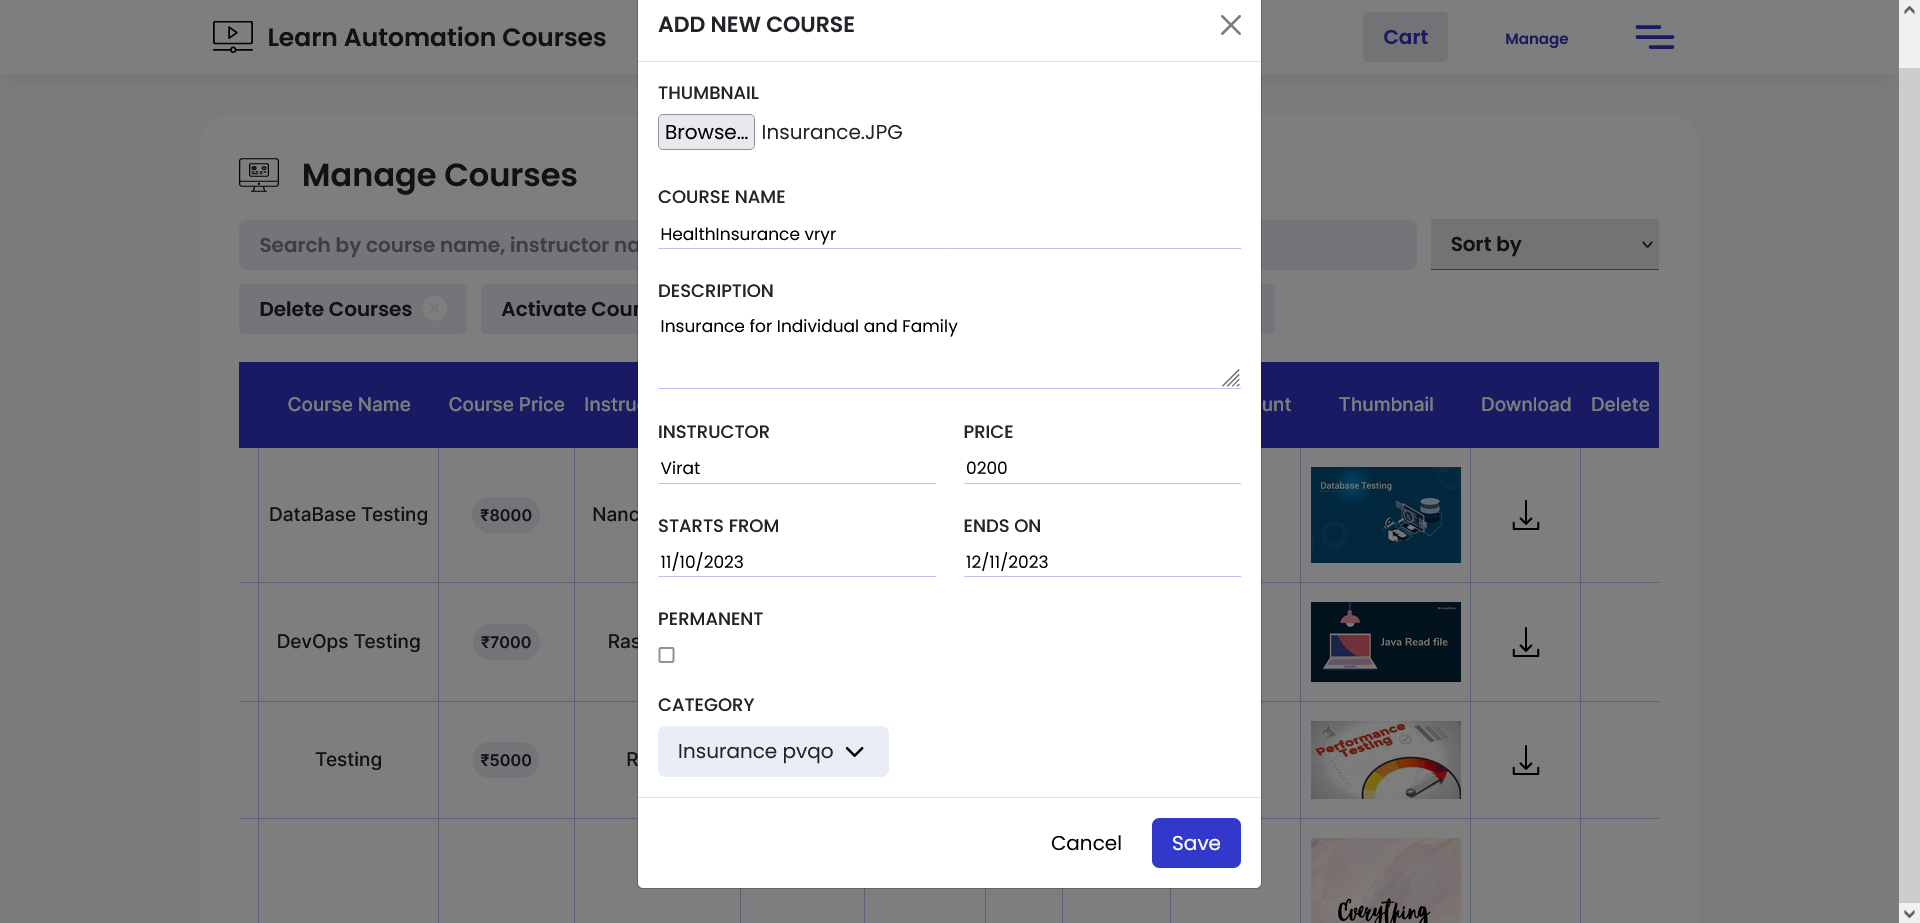 Learn Automation Courses
Cart
Manage
ADD NEW COURSE
THUMBNAIL
Browse... Insurance.JPG
COURSE NAME
HealthInsurance vryr
DESCRIPTION
Insurance for Individual and Family
INSTRUCTOR
PRICE
Virat
0200
STARTS FROM
ENDS ON
11/10/2023
12/11/2023
PERMANENT
CATEGORY
Insurance pvqo
Cancel
Save
Manage Courses
Search by course name, instructor na
Sort by
Delete Courses
Activate Cour
Course Name Course Price Instru unt Thumbnail Download Delete
DataBase Testing ₹8000 Nanc
Database Testing
DevOps Testing ₹7000 Ras
Java Read file
Testing ₹5000 R
Performance
Testing
Everything